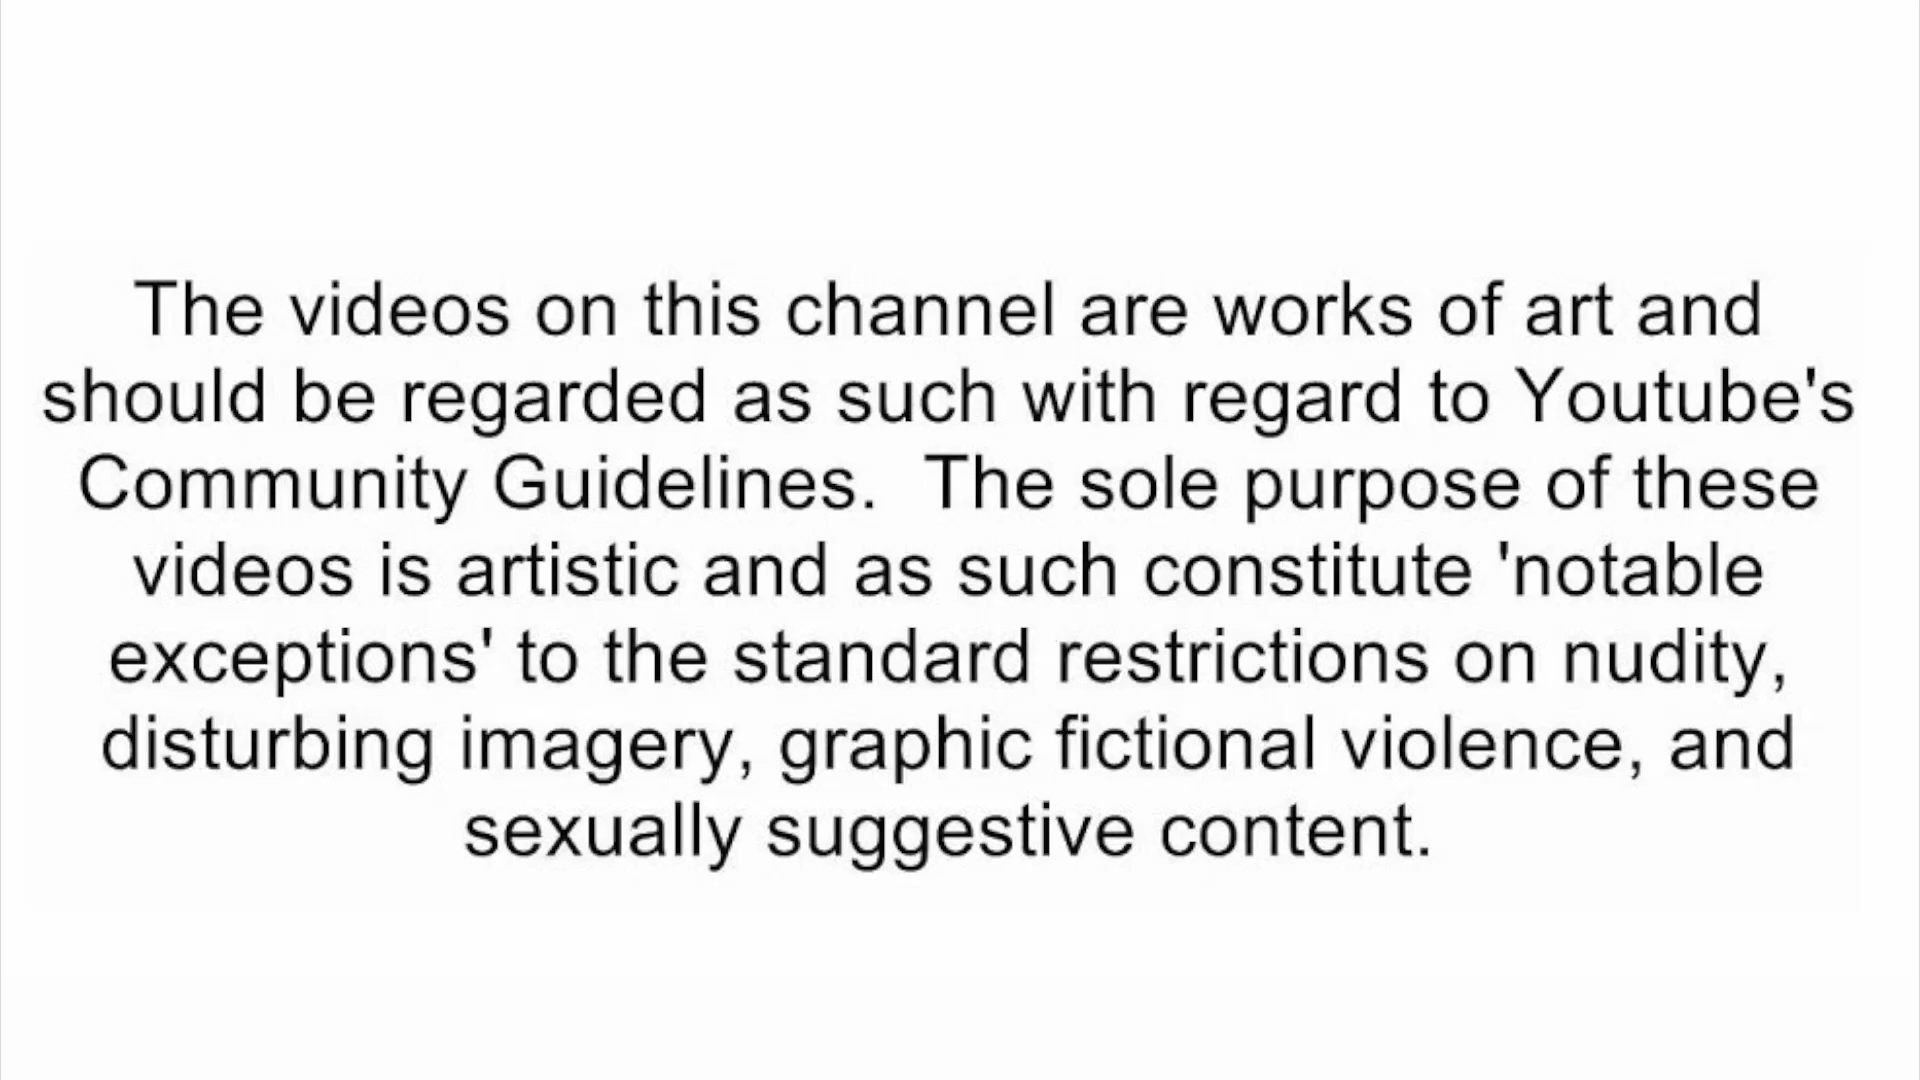 The videos on this channel are works of art and
should be regarded as such with regard to Youtube's
Community Guidelines.  The sole purpose of these
videos is artistic and as such constitute 'notable
exceptions' to the standard restrictions on nudity,
disturbing imagery, graphic fictional violence, and
sexually suggestive content.